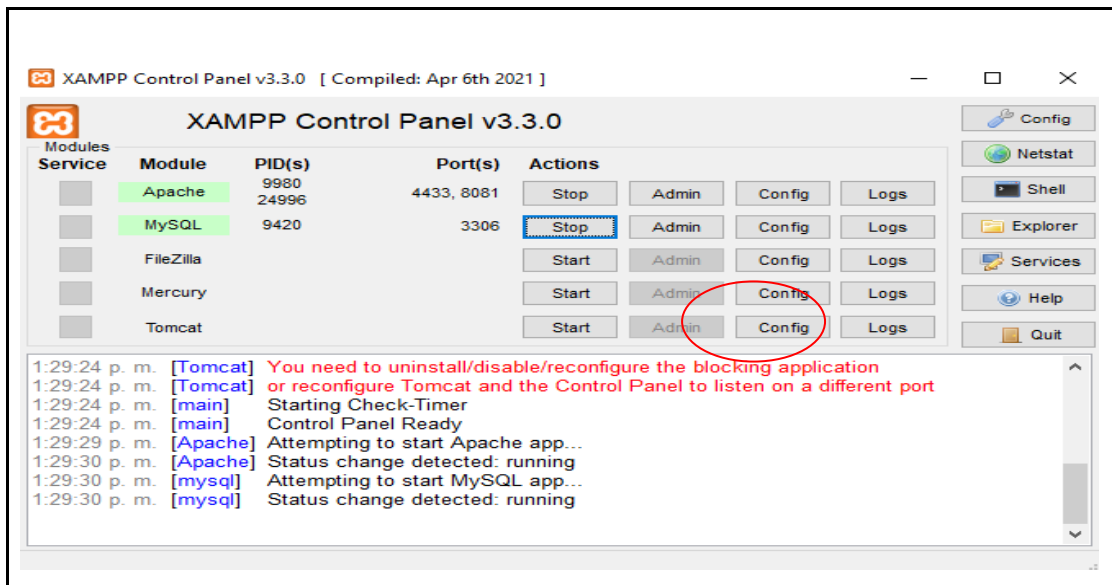 XAMPP Control Panel v3.3.0 [ Compiled: Apr 6th 2021 ]
XAMPP Control Panel v3.3.0
Config
Modules
Service Module PID(s) Port(s) Actions
Netstat
Apache 9980 24996 4433, 8081 Stop Admin Config Logs
Shell
MySQL 9420 3306 Stop Admin Config Logs
Explorer
FileZilla Start Admin Config Logs
Services
Mercury Start Admin Config Logs
Help
Tomcat Start Admin Config Logs
Quit
1:29:24 p. m. [Tomcat] You need to uninstall/disable/reconfigure the blocking application
1:29:24 p. m. [Tomcat] or reconfigure Tomcat and the Control Panel to listen on a different port
1:29:24 p. m. [main] Starting Check-Timer
1:29:24 p. m. [main] Control Panel Ready
1:29:29 p. m. [Apache] Attempting to start Apache app...
1:29:30 p. m. [Apache] Status change detected: running
1:29:30 p. m. [mysql] Attempting to start MySQL app...
1:29:30 p. m. [mysql] Status change detected: running